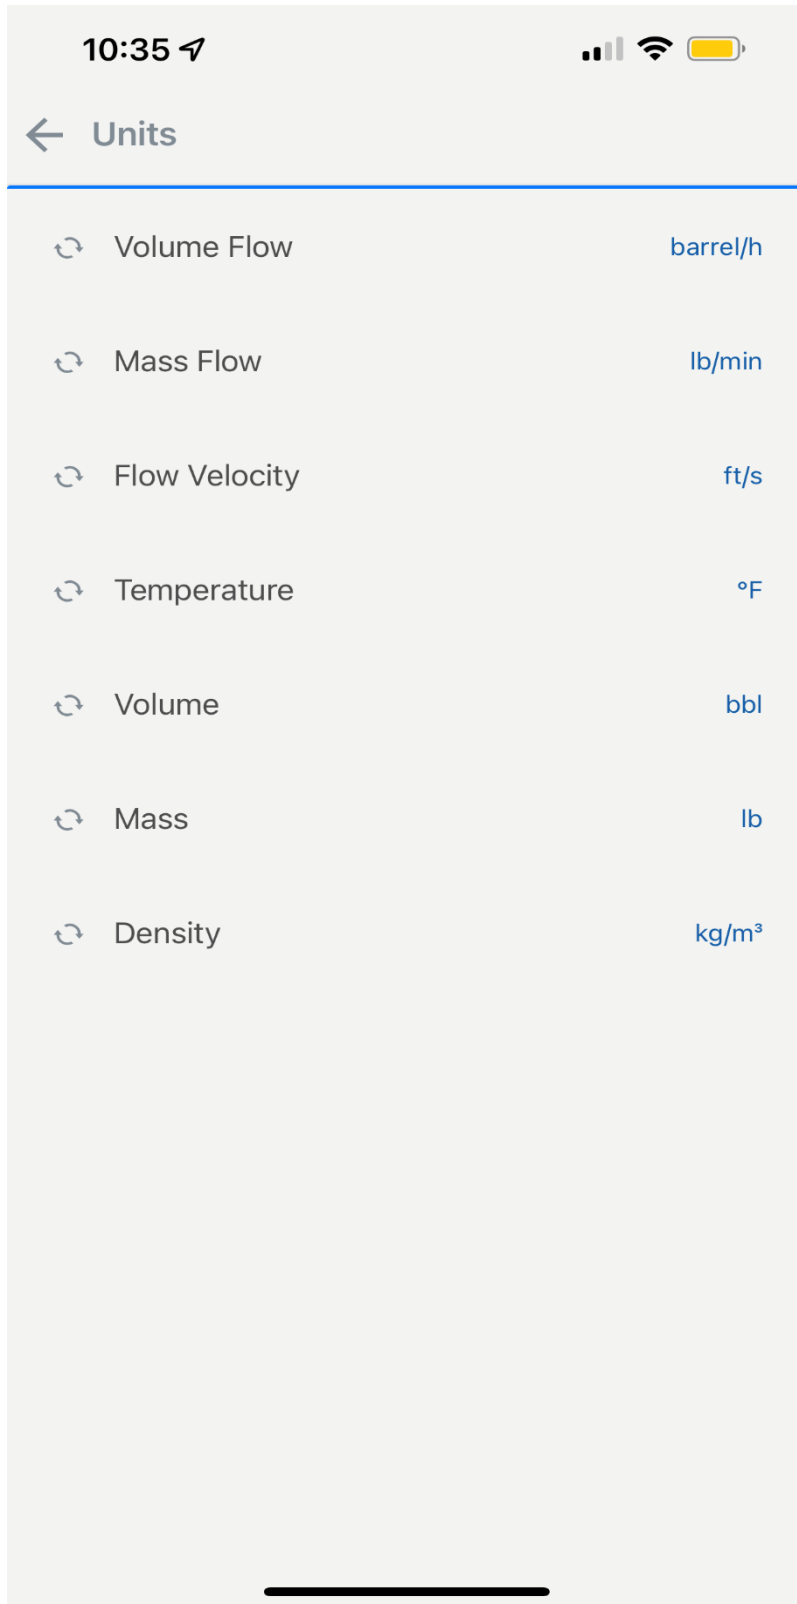 10:35
Units
Volume Flow barrel/h
Mass Flow lb/min
Flow Velocity ft/s
Temperature °F
Volume bbl
Mass lb
Density kg/m³